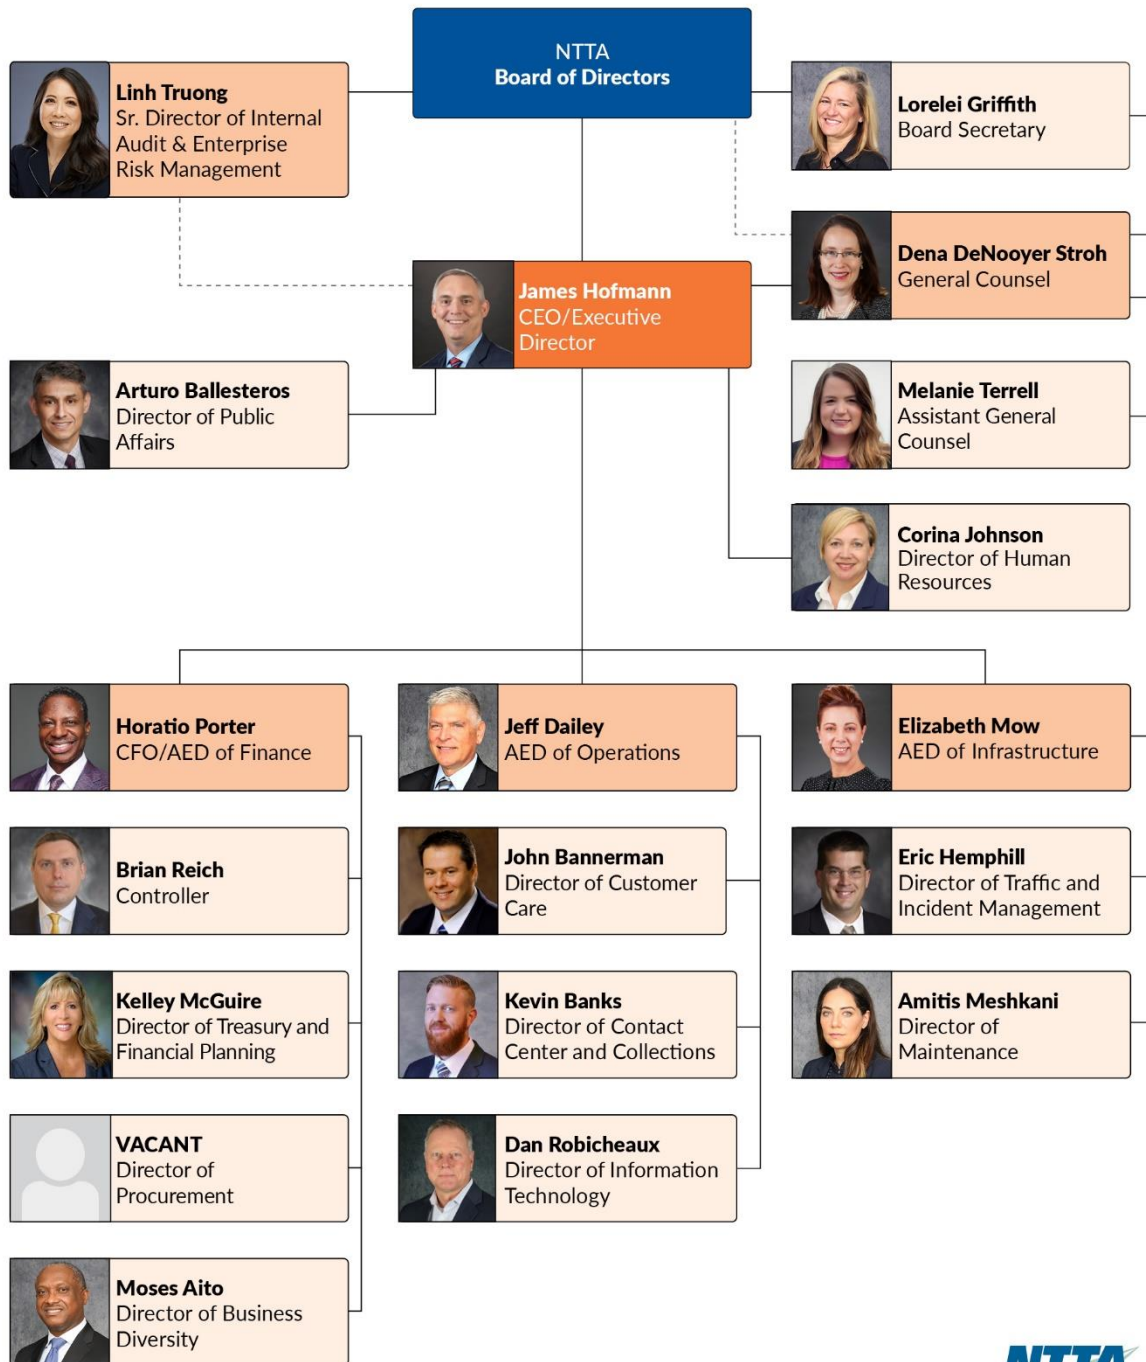 NTTA
Board of Directors
Linh Truong
Sr. Director of Internal
Audit & Enterprise
Risk Management
Lorelei Griffith
Board Secretary
Dena DeNooyer Stroh
General Counsel
James Hofmann
CEO/Executive
Director
Arturo Ballesteros
Director of Public
Affairs
Melanie Terrell
Assistant General
Counsel
Corina Johnson
Director of Human
Resources
Horatio Porter
CFO/AED of Finance
Jeff Dailey
AED of Operations
Elizabeth Mow
AED of Infrastructure
Brian Reich
Controller
John Bannerman
Director of Customer
Care
Eric Hemphill
Director of Traffic and
Incident Management
Kelley McGuire
Director of Treasury and
Financial Planning
Kevin Banks
Director of Contact
Center and Collections
Amitis Meshkani
Director of
Maintenance
VACANT
Director of
Procurement
Dan Robicheaux
Director of Information
Technology
Moses Aito
Director of Business
Diversity
NTTA